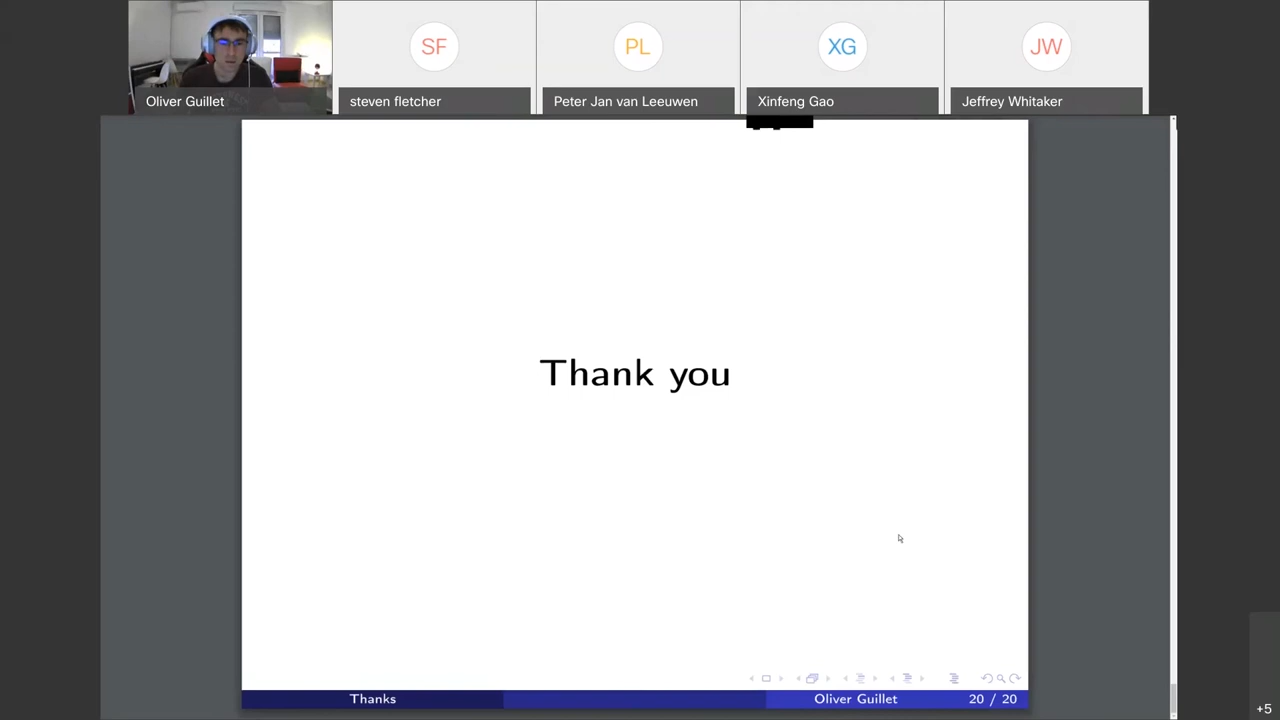 SF
PL
XG
JW
Oliver Guillet
steven fletcher
Peter Jan van Leeuwen
Xinfeng Gao
Jeffrey Whitaker
Thank you
Thanks
Oliver Guillet
20 / 20
+5